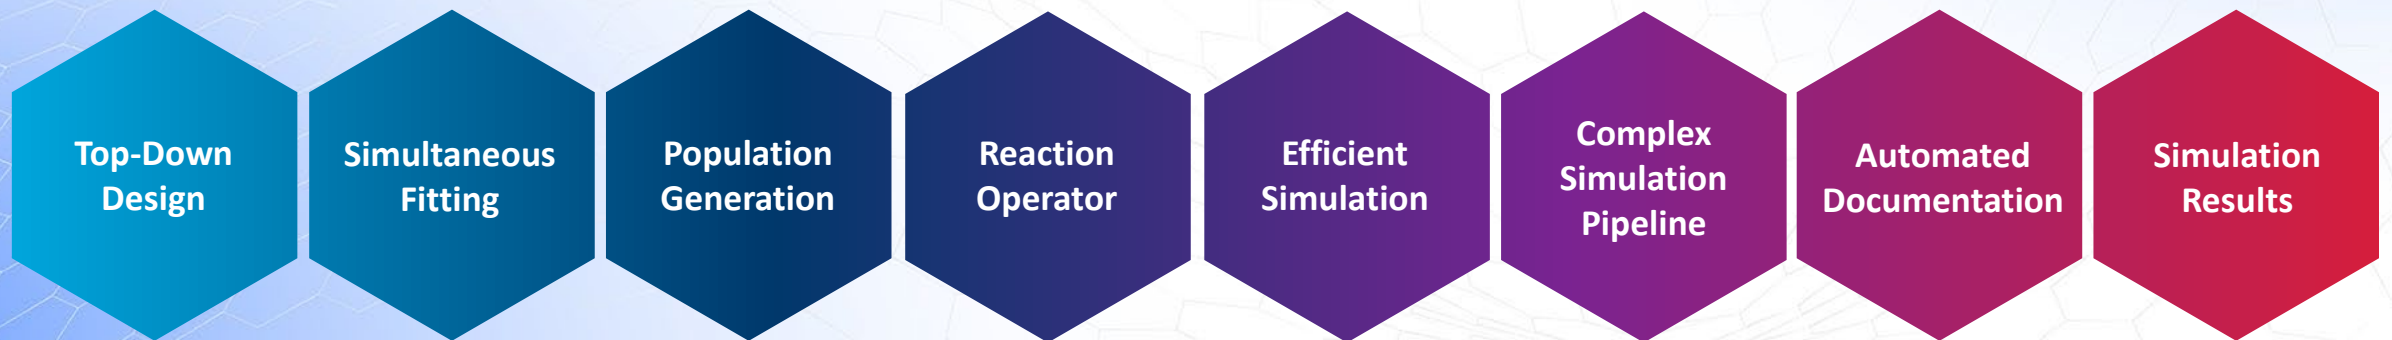 Top-Down
Design
Simultaneous
Fitting
Population
Generation
Reaction
Operator
Efficient
Simulation
Complex
Simulation
Pipeline
Automated
Documentation
Simulation
Results